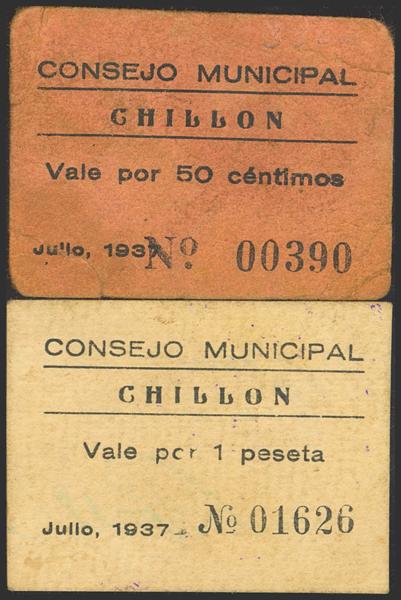 CONSEJO MUNICIPAL
CHILLON
Vale por 50 céntimos
Julio, 1937 Nº 00390
CONSEJO MUNICIPAL
CHILLON
Vale por 1 peseta
Julio, 1937 Nº 01626